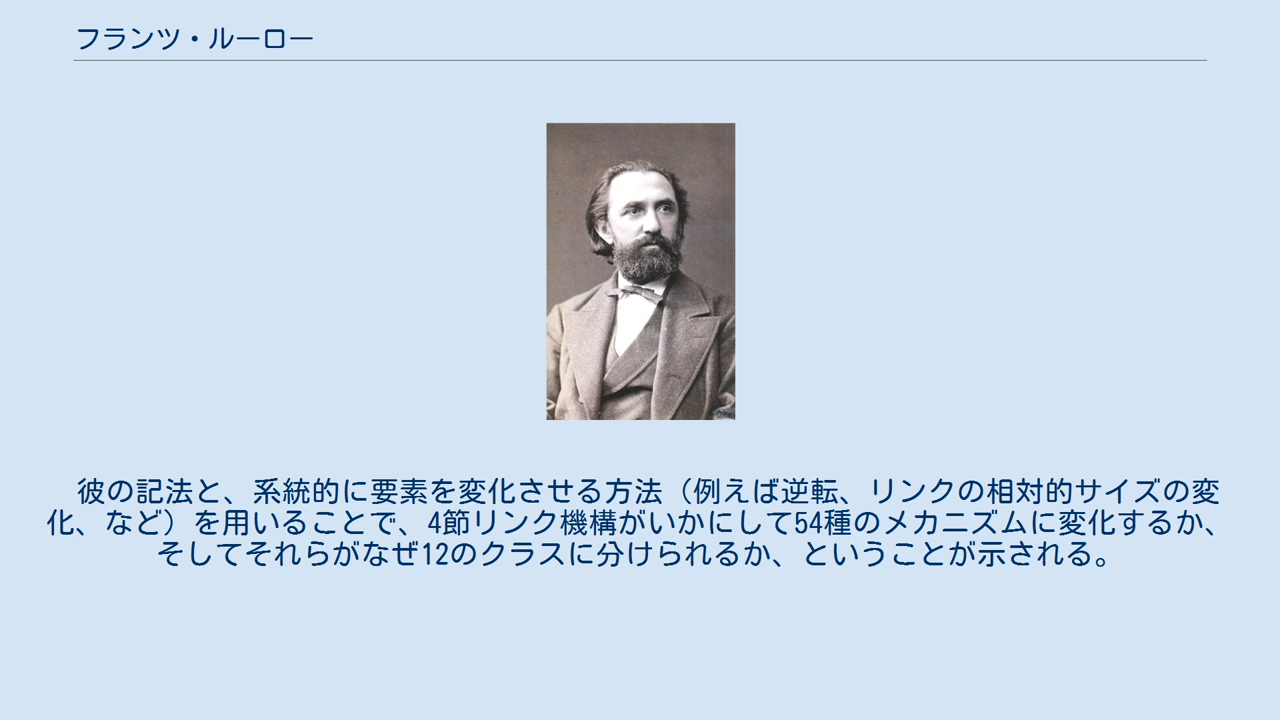 フランツ・ルーロー
彼の記法と、系統的に要素を変化させる方法（例えば逆転、リンクの相対的サイズの変
化、など）を用いることで、4節リンク機構がいかにして54種のメカニズムに変化するか、
そしてそれらがなぜ12のクラスに分けられるか、ということが示される。